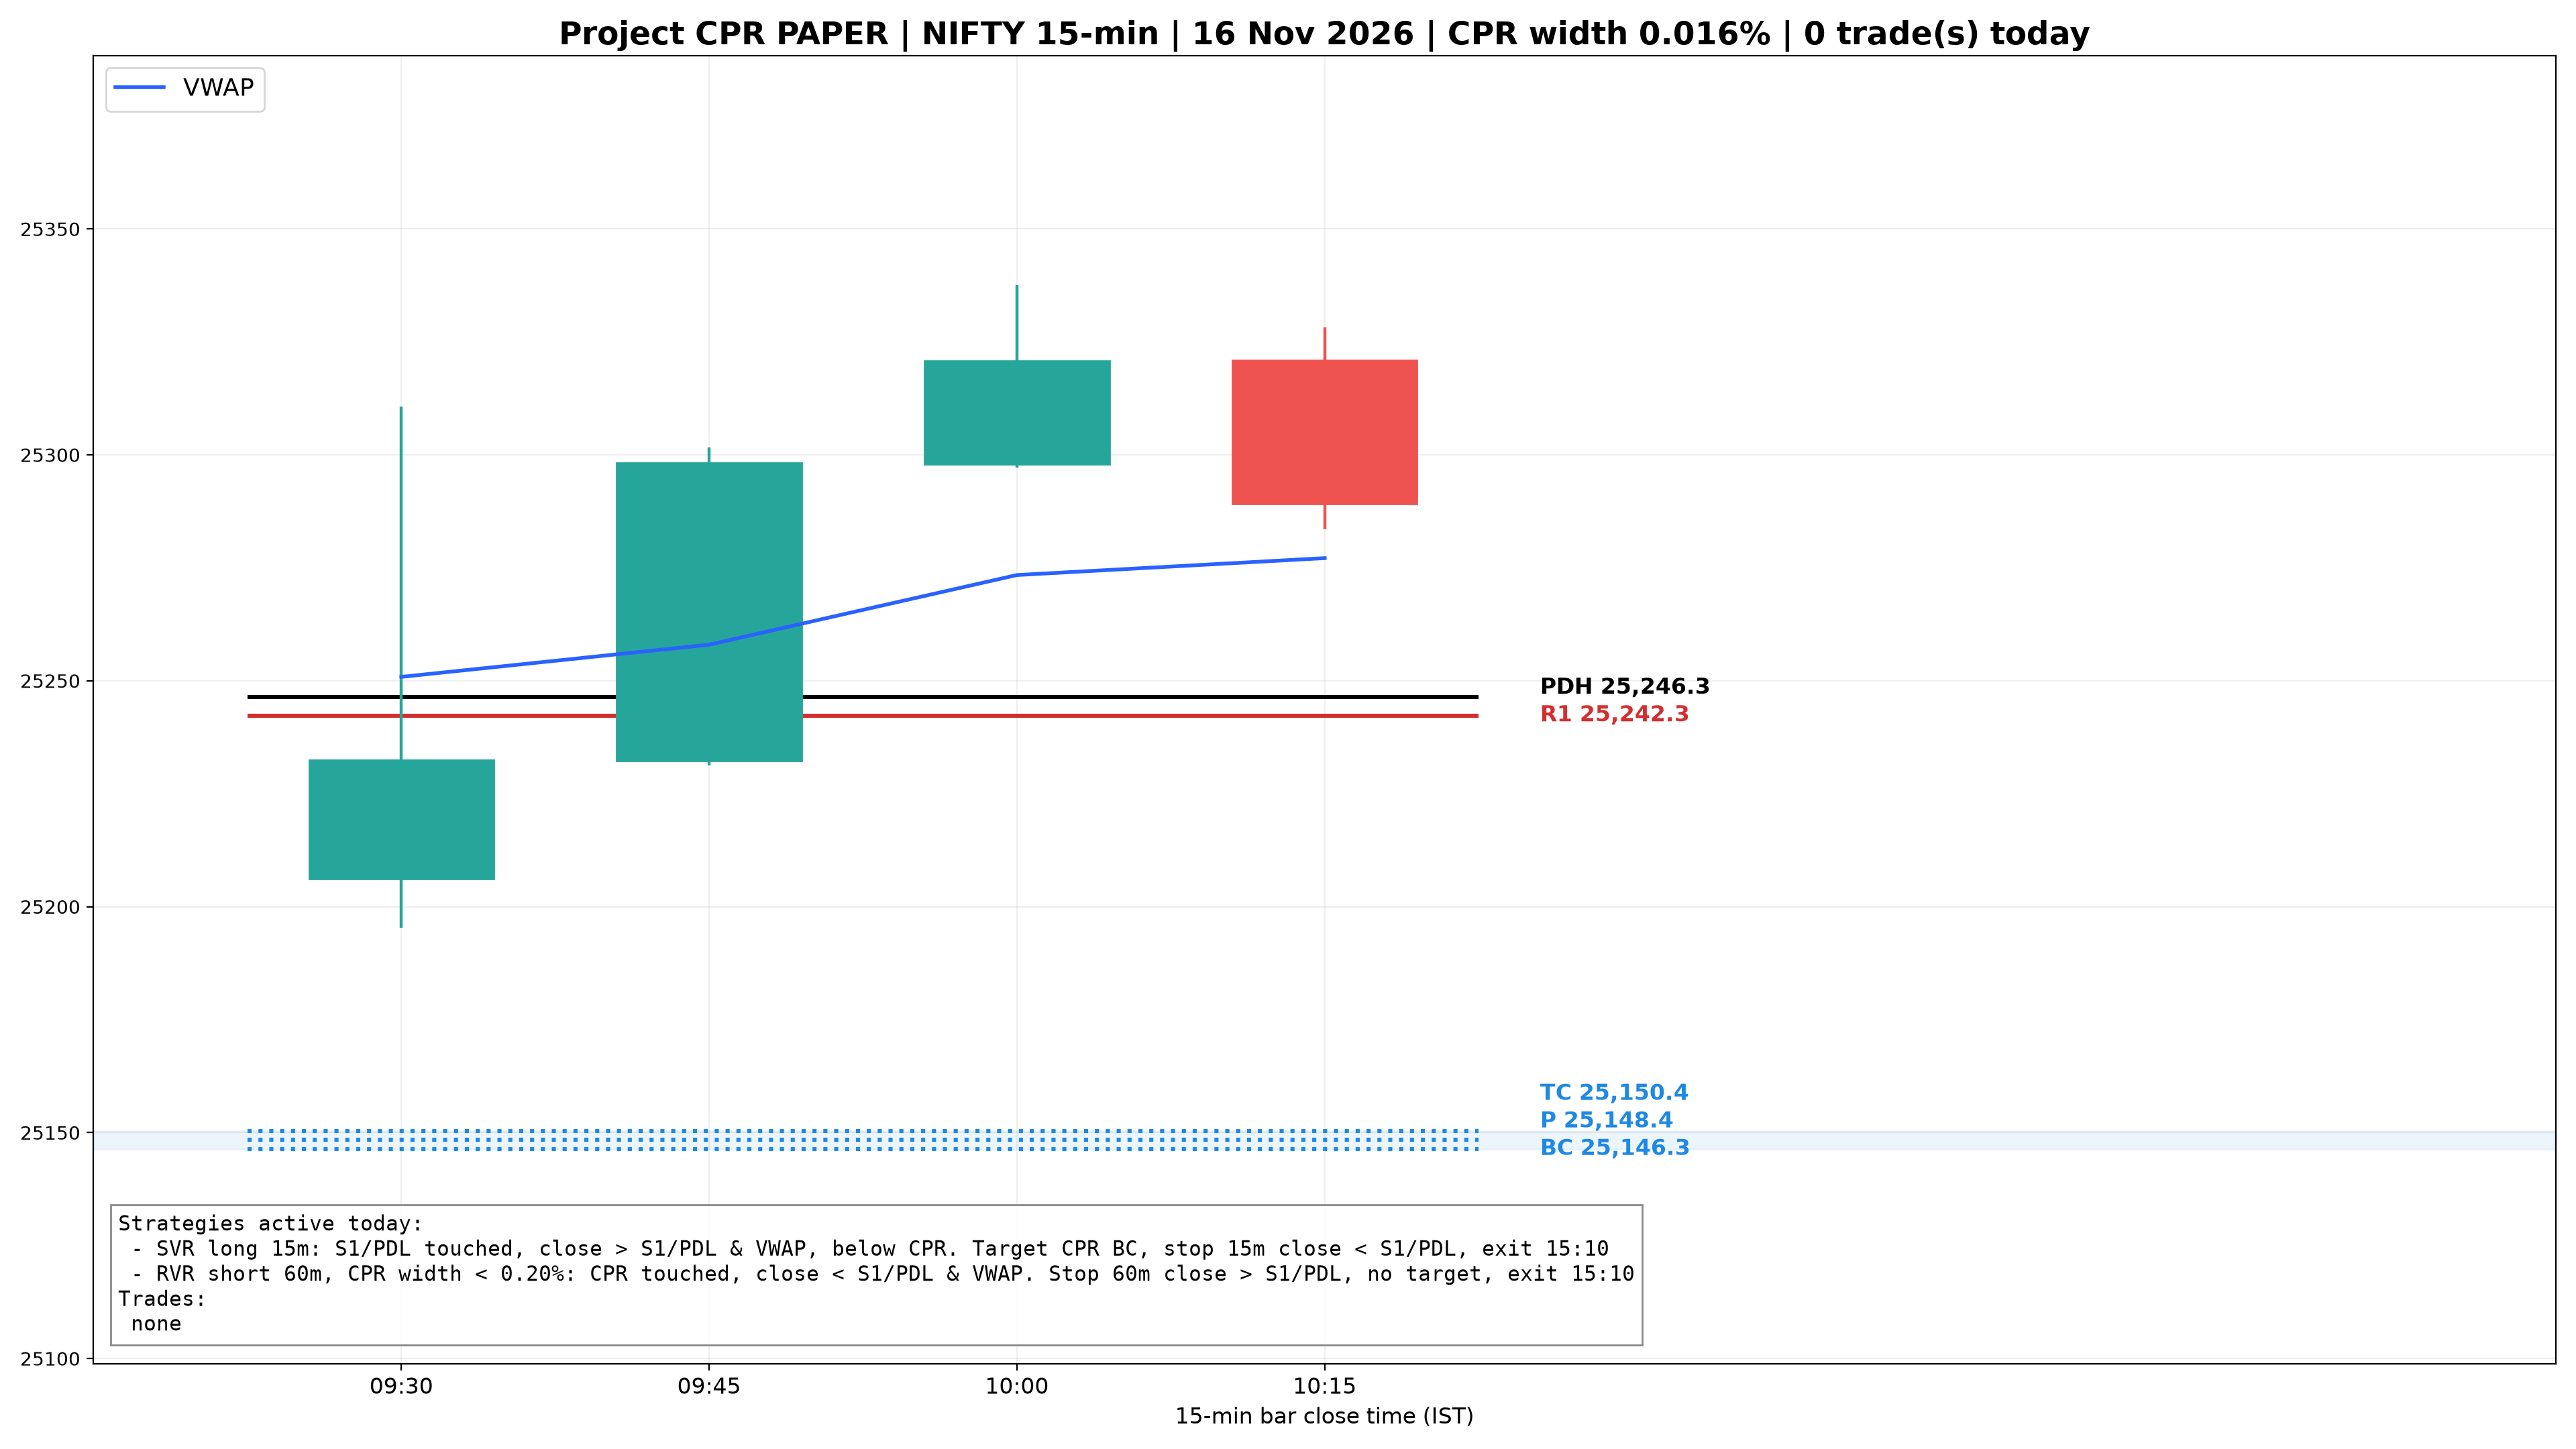 Project CPR PAPER | NIFTY 15-min | 16 Nov 2026 | CPR width 0.016% | 0 trade(s) today
VWAP
25350
25300
25250
25200
25150
25100
PDH 25,246.3
R1 25,242.3
TC 25,150.4
P 25,148.4
BC 25,146.3
Strategies active today:
- SVR long 15m: S1/PDL touched, close > S1/PDL & VWAP, below CPR. Target CPR BC, stop 15m close < S1/PDL, exit 15:10
- RVR short 60m, CPR width < 0.20%: CPR touched, close < S1/PDL & VWAP. Stop 60m close > S1/PDL, no target, exit 15:10
Trades:
none
09:30 09:45 10:00 10:15
15-min bar close time (IST)